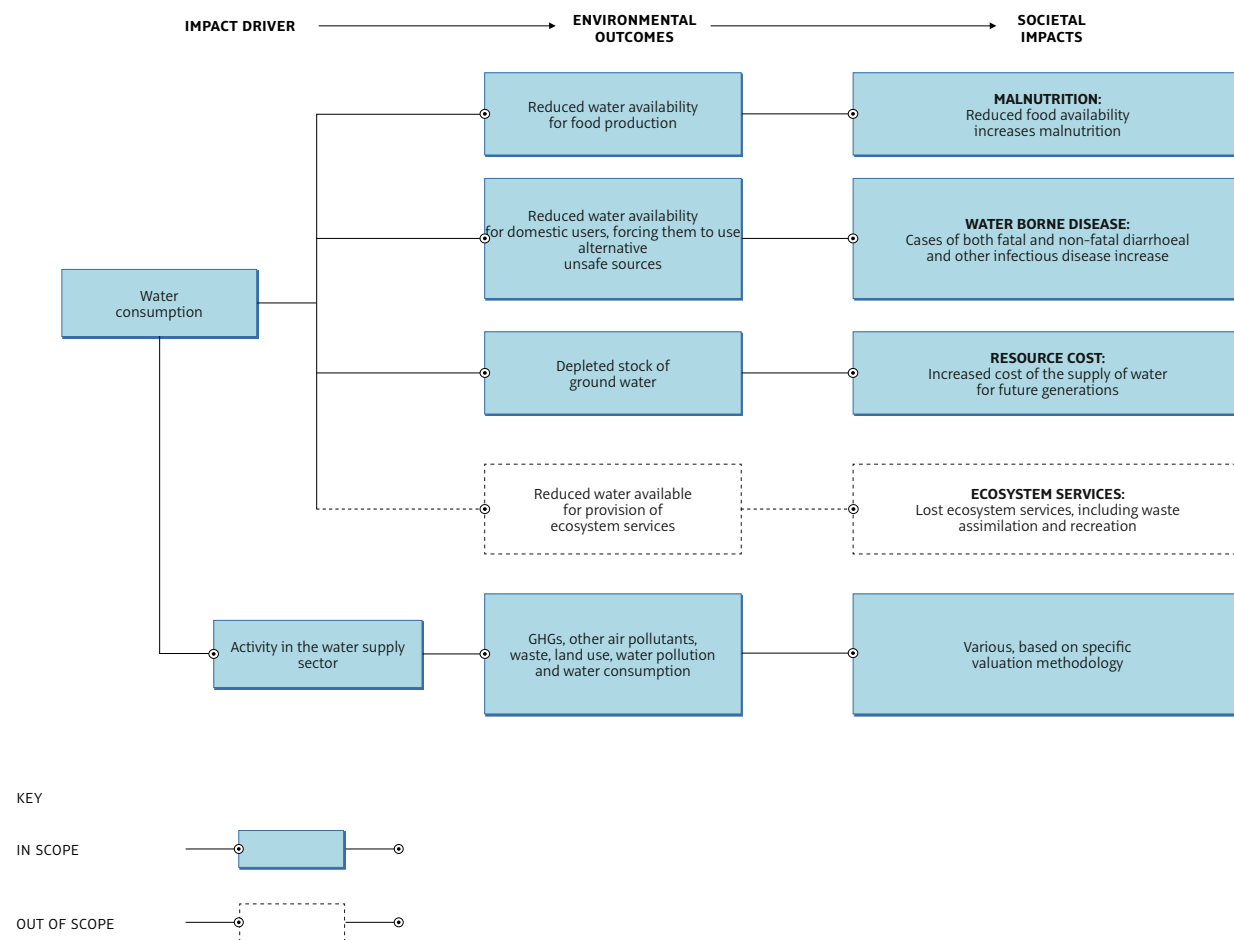 IMPACT DRIVER
ENVIRONMENTAL
OUTCOMES
SOCIETAL
IMPACTS
Reduced water availability
for food production
MALNUTRITION:
Reduced food availability
increases malnutrition
Reduced water availability
for domestic users, forcing them to use
alternative
unsafe sources
WATER BORNE DISEASE:
Cases of both fatal and non-fatal diarrhoeal
and other infectious disease increase
Water
consumption
Depleted stock of
ground water
RESOURCE COST:
Increased cost of the supply of water
for future generations
Reduced water available
for provision of
ecosystem services
ECOSYSTEM SERVICES:
Lost ecosystem services, including waste
assimilation and recreation
Activity in the water supply
sector
GHGs, other air pollutants,
waste, land use, water pollution
and water consumption
Various, based on specific
valuation methodology
KEY
IN SCOPE
OUT OF SCOPE